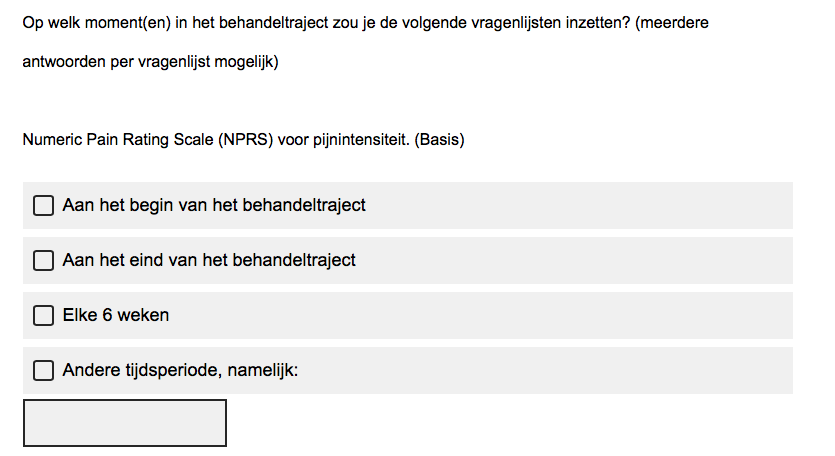 Op welk moment(en) in het behandeltraject zou je de volgende vragenlijsten inzetten? (meerdere
antwoorden per vragenlijst mogelijk)
Numeric Pain Rating Scale (NPRS) voor pijnintensiteit. (Basis)
Aan het begin van het behandeltraject
Aan het eind van het behandeltraject
Elke 6 weken
Andere tijdsperiode, namelijk: